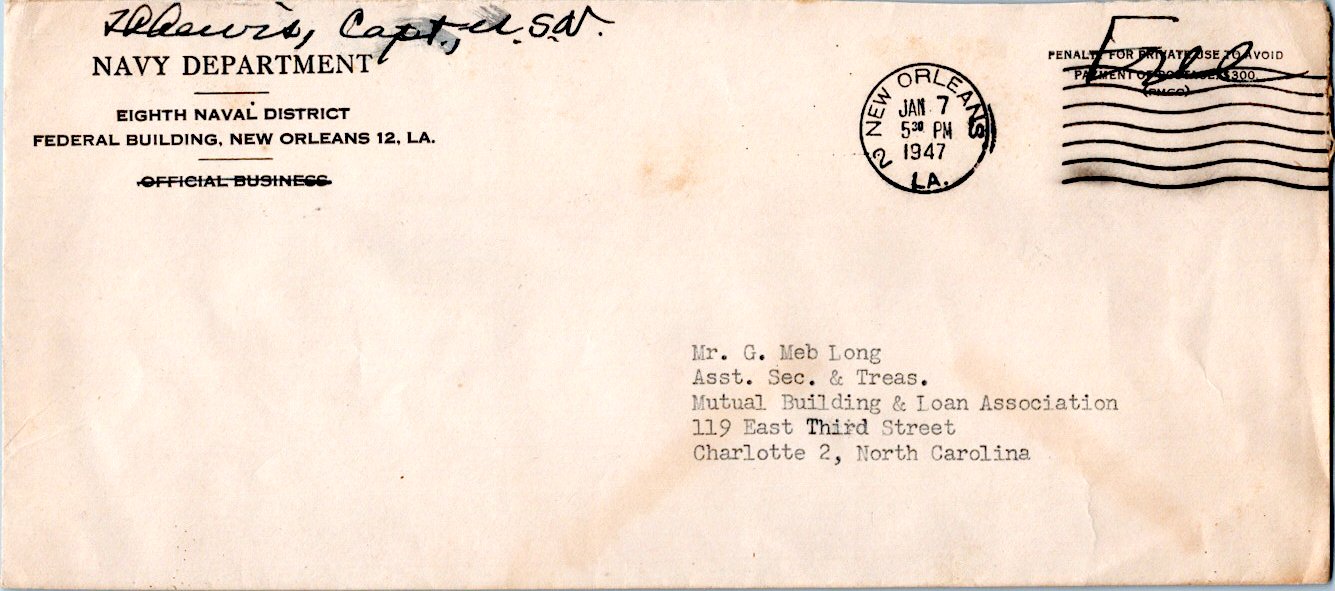 Lewis, Capt., U.S.N.
NAVY DEPARTMENT
EIGHTH NAVAL DISTRICT
FEDERAL BUILDING, NEW ORLEANS 12, LA.
OFFICIAL BUSINESS
2 NEW ORLEANS
JAN 7
5³⁰ PM
1947
LA.
Free
PENALTY FOR PRIVATE USE TO AVOID
PAYMENT OF POSTAGE, $300.
(PMGC)
Mr. G. Meb Long
Asst. Sec. & Treas.
Mutual Building & Loan Association
119 East Third Street
Charlotte 2, North Carolina